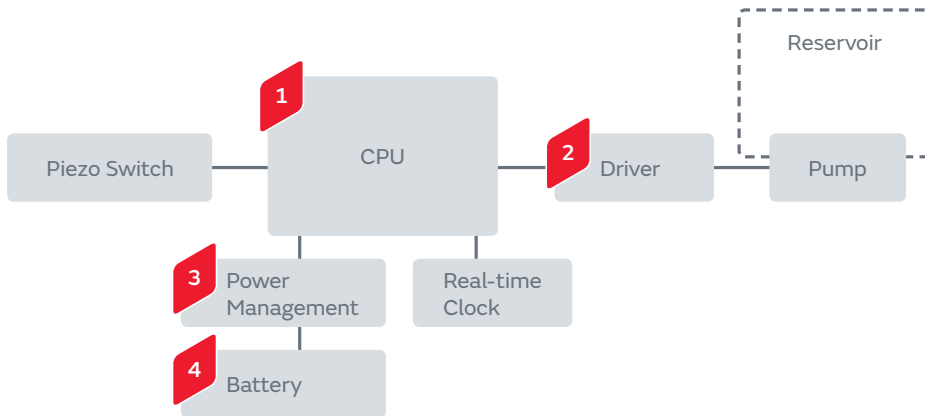 Reservoir
1
CPU
Piezo Switch
2
Driver
Pump
3
Power
Management
Real-time
Clock
4
Battery